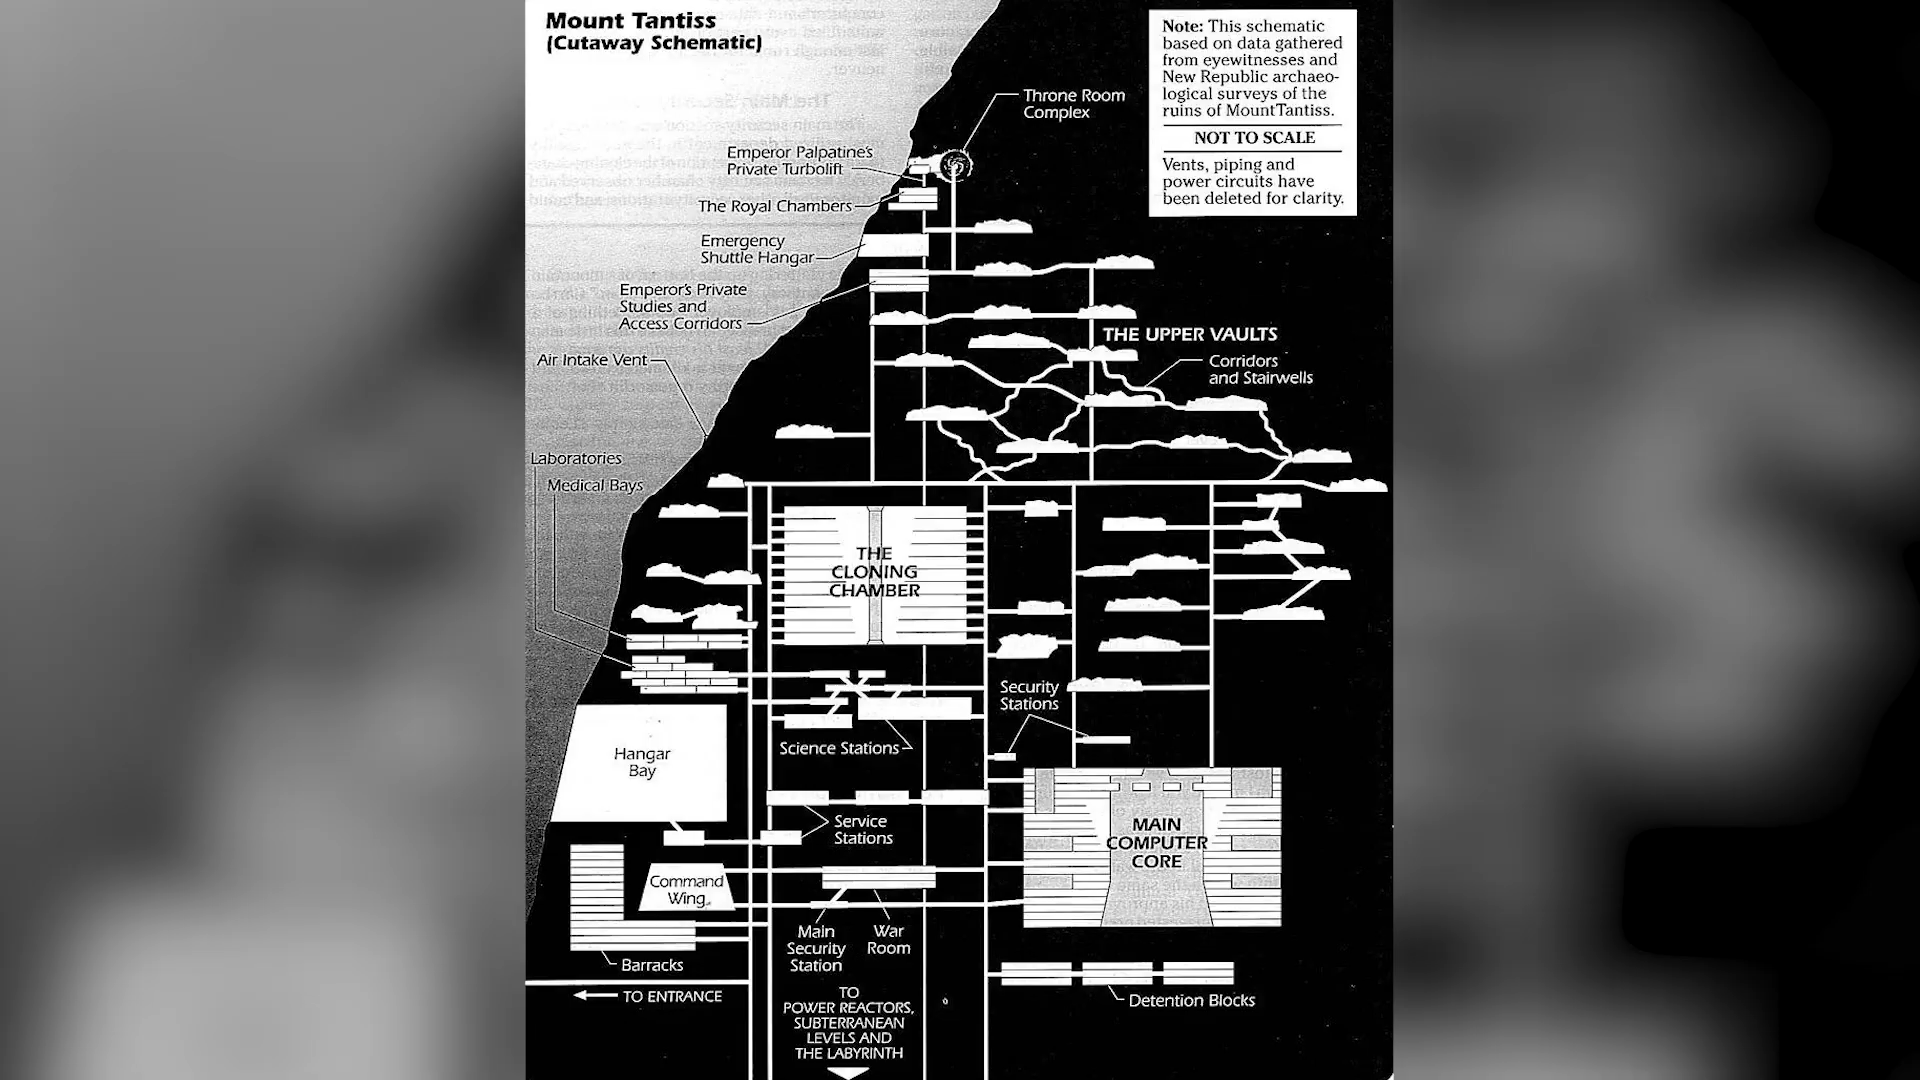 Mount Tantiss
(Cutaway Schematic)
Note: This schematic
based on data gathered
from eyewitnesses and
New Republic archaeo-
logical surveys of the
ruins of MountTantiss.
NOT TO SCALE
Vents, piping and
power circuits have
been deleted for clarity.
Throne Room
Complex
Emperor Palpatine's
Private Turbolift
The Royal Chambers
Emergency
Shuttle Hangar
Emperor's Private
Studies and
Access Corridors
THE UPPER VAULTS
Air Intake Vent
Corridors
and Stairwells
Laboratories
Medical Bays
THE
CLONING
CHAMBER
Security
Stations
Science Stations
Hangar
Bay
Service
Stations
MAIN
COMPUTER
CORE
Command
Wing
Main
Security
Station
War
Room
Barracks
TO ENTRANCE
TO
POWER REACTORS,
SUBTERRANEAN
LEVELS AND
THE LABYRINTH
Detention Blocks